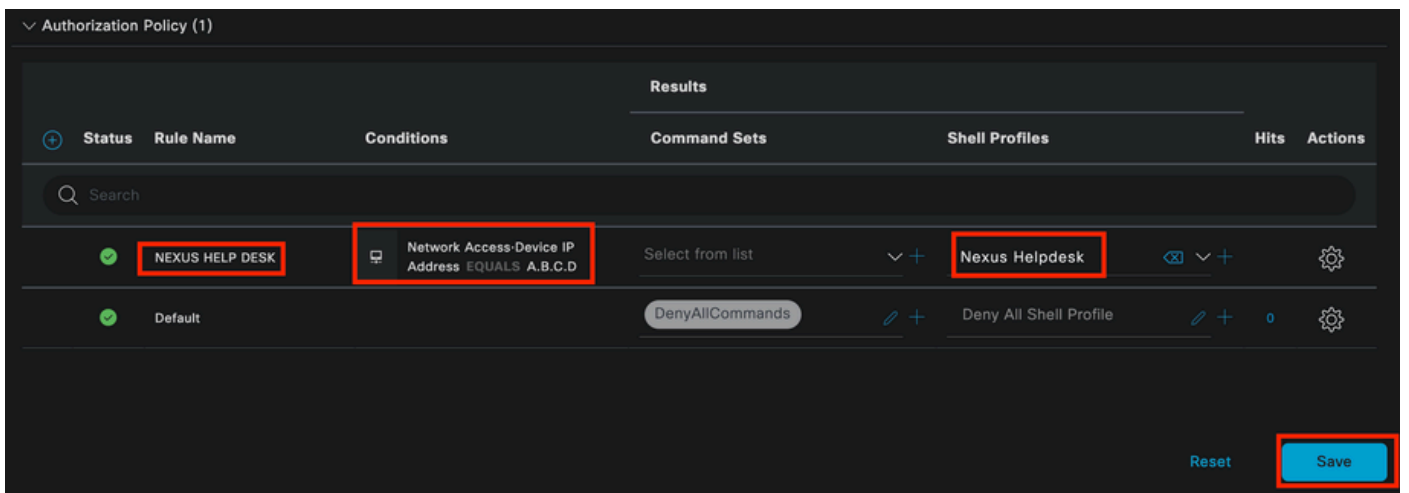 Authorization Policy (1)
Results
Status Rule Name Conditions Command Sets Shell Profiles Hits Actions
Search
NEXUS HELP DESK
Network Access·Device IP
Address EQUALS A.B.C.D
Select from list
Nexus Helpdesk
Default
DenyAllCommands
Deny All Shell Profile
0
Reset
Save